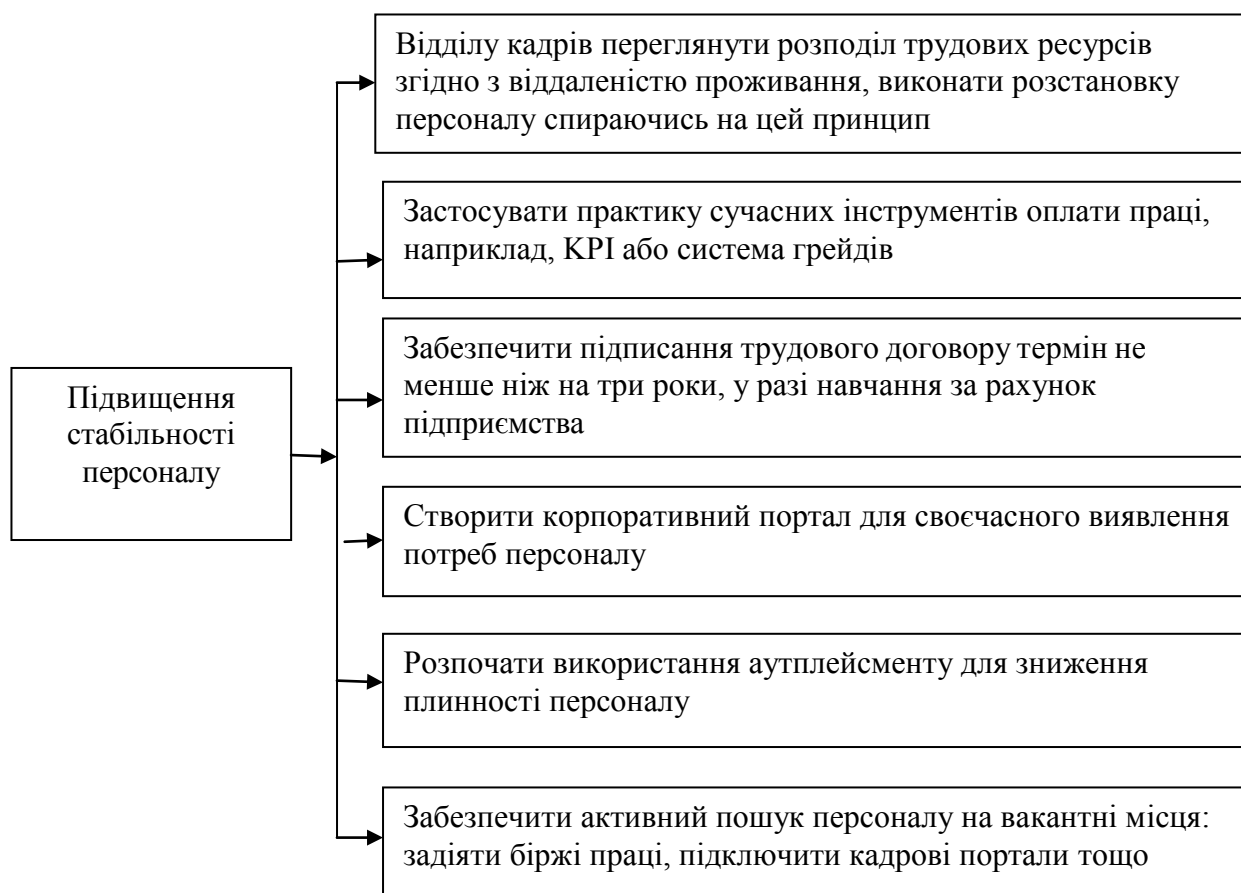 Відділу кадрів переглянути розподіл трудових ресурсів
згідно з віддаленістю проживання, виконати розстановку
персоналу спираючись на цей принцип
Застосувати практику сучасних інструментів оплати праці,
наприклад, KPI або система грейдів
Забезпечити підписання трудового договору термін не
менше ніж на три роки, у разі навчання за рахунок
підприємства
Підвищення
стабільності
персоналу
Створити корпоративний портал для своєчасного виявлення
потреб персоналу
Розпочати використання аутплейсменту для зниження
плинності персоналу
Забезпечити активний пошук персоналу на вакантні місця:
задіяти біржі праці, підключити кадрові портали тощо